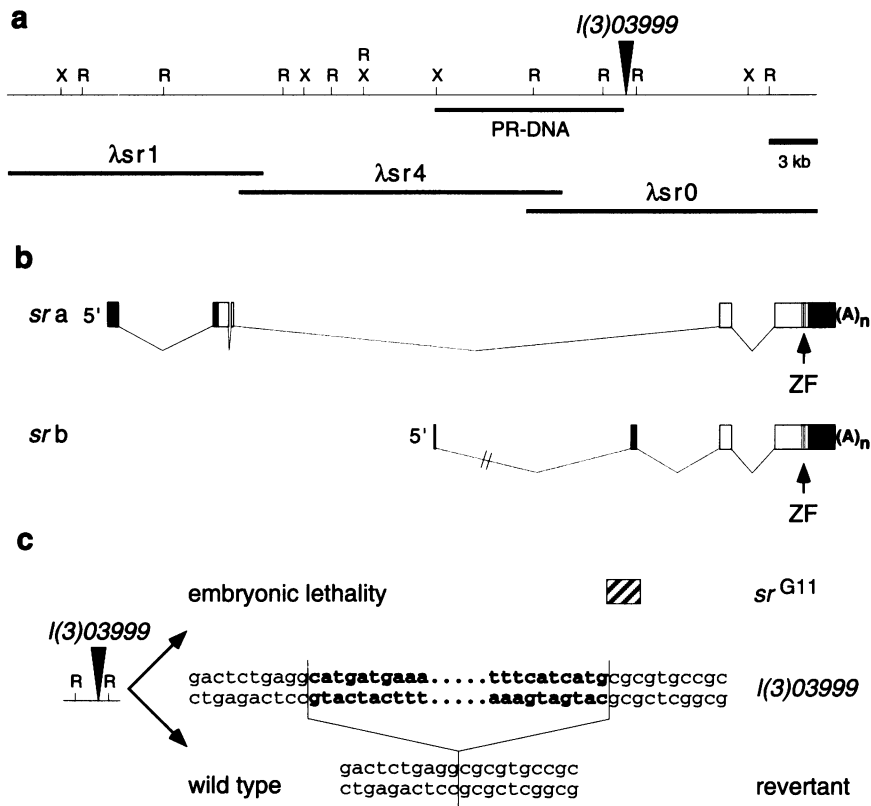 a
l(3)03999
R
X R R R X R X X R R R X R
PR-DNA
3 kb
λsr1
λsr4
λsr0
b
sr a 5' (A)n
ZF
sr b 5' (A)n
ZF
c
embryonic lethality sr G11
l(3)03999
R R
gactctgaggcatgatgaaa.....tttcatcatgcgcgtgccgc
ctgagactccgtactacttt.....aaagtagtacgcgctcggcg
l(3)03999
gactctgaggcgcgtgccgc
ctgagactccgcgctcggcg
wild type revertant